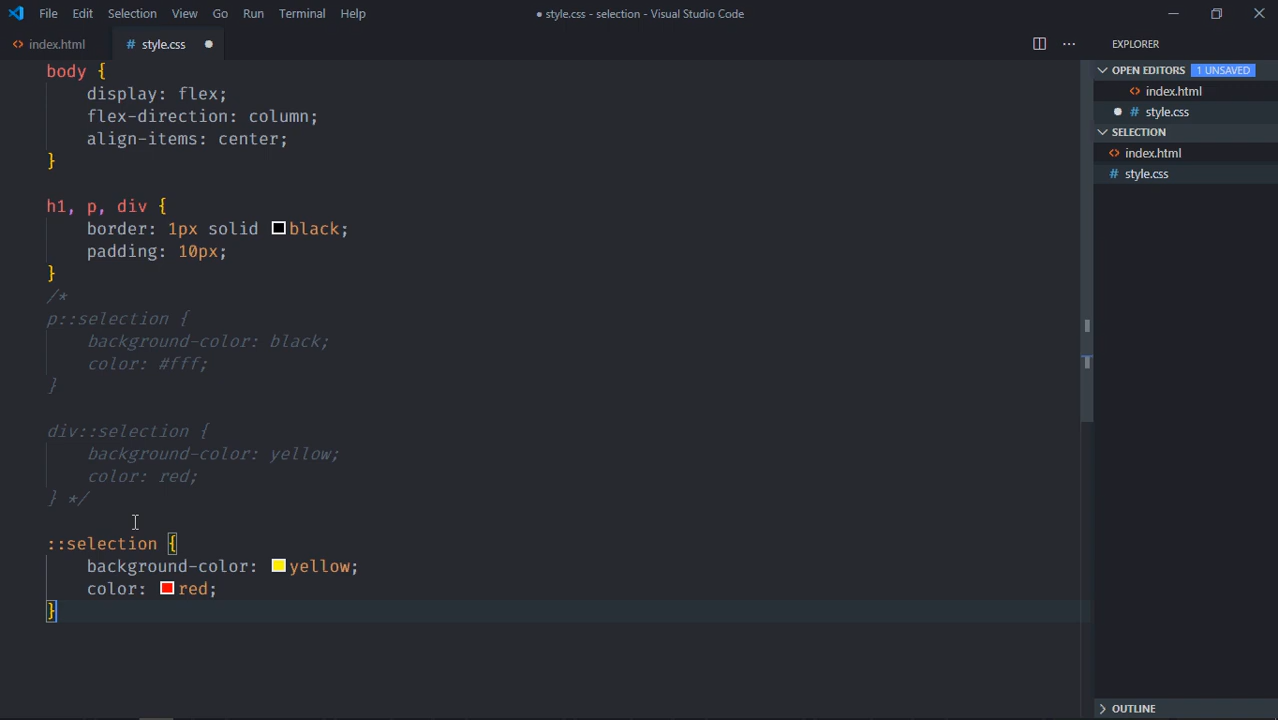 File Edit Selection View Go Run Terminal Help
● style.css - selection - Visual Studio Code
<> index.html
# style.css ●
body {
    display: flex;
    flex-direction: column;
    align-items: center;
}

h1, p, div {
    border: 1px solid black;
    padding: 10px;
}
/*
p::selection {
    background-color: black;
    color: #fff;
}

div::selection {
    background-color: yellow;
    color: red;
} */

::selection {
    background-color: yellow;
    color: red;
}
EXPLORER
OPEN EDITORS 1 UNSAVED
<> index.html
● # style.css
SELECTION
<> index.html
# style.css
OUTLINE